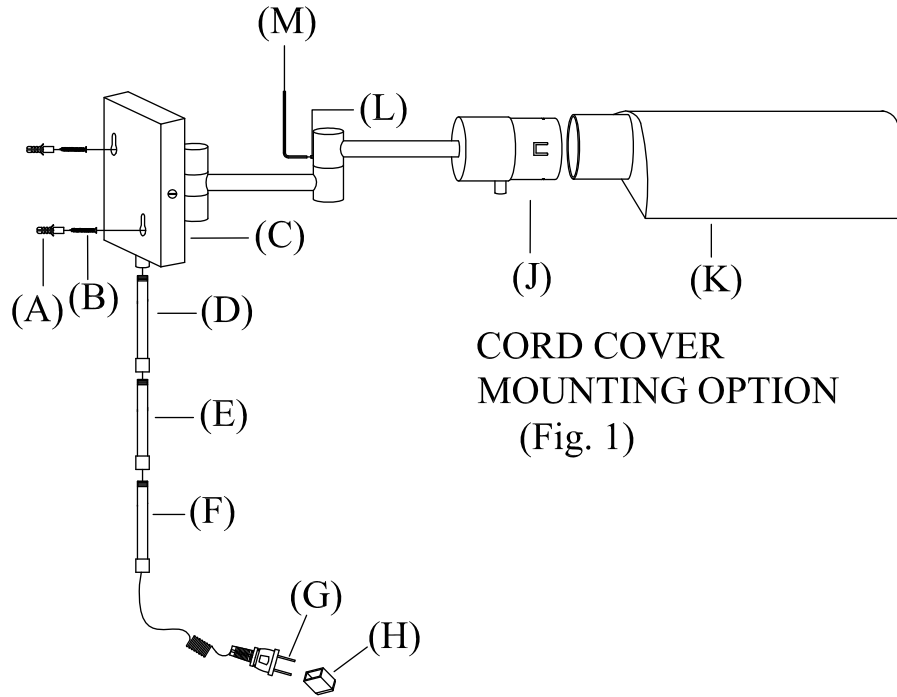 (M)
(L)
(C)
(A)
(B)
(D)
(J)
(K)
CORD COVER
MOUNTING OPTION
(Fig. 1)
(E)
(F)
(G)
(H)